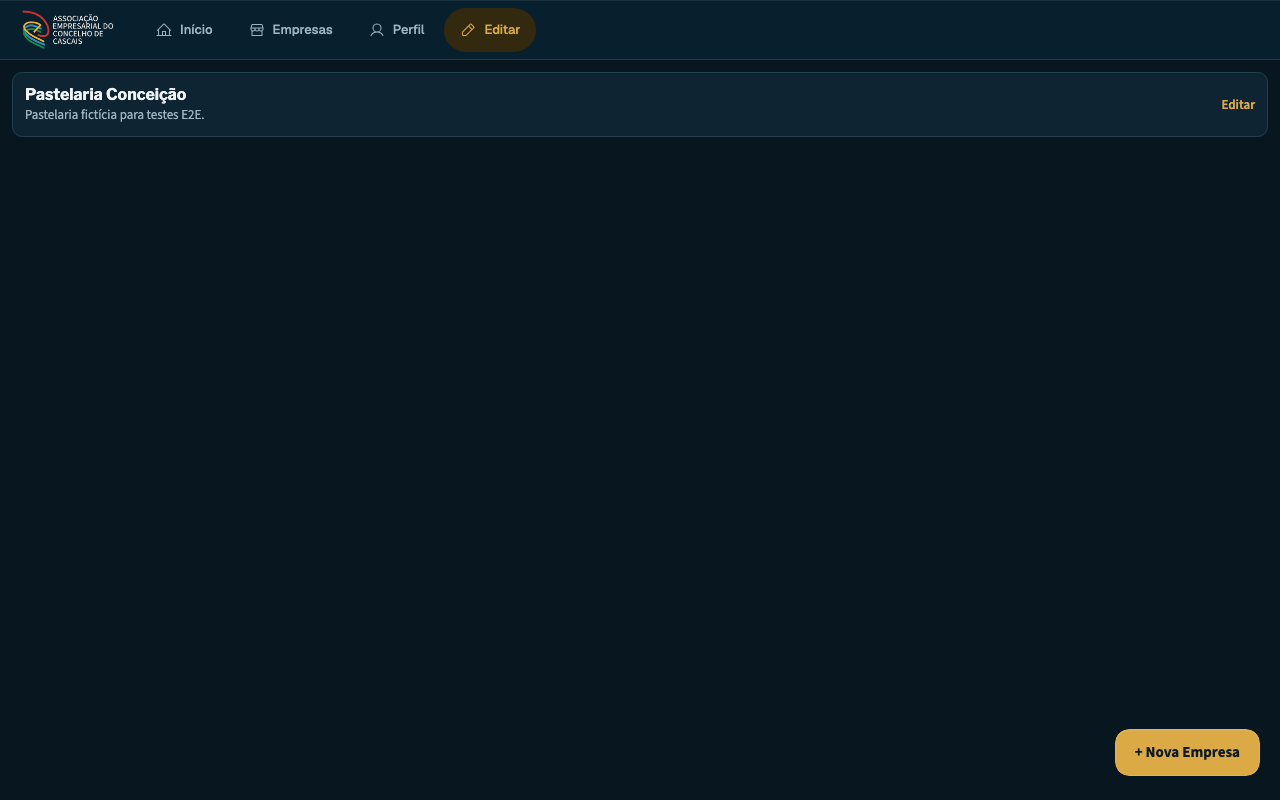 ASSOCIAÇÃO
EMPRESARIAL DO
CONCELHO DE
CASCAIS
Início
Empresas
Perfil
Editar
Pastelaria Conceição
Pastelaria fictícia para testes E2E.
Editar
+ Nova Empresa